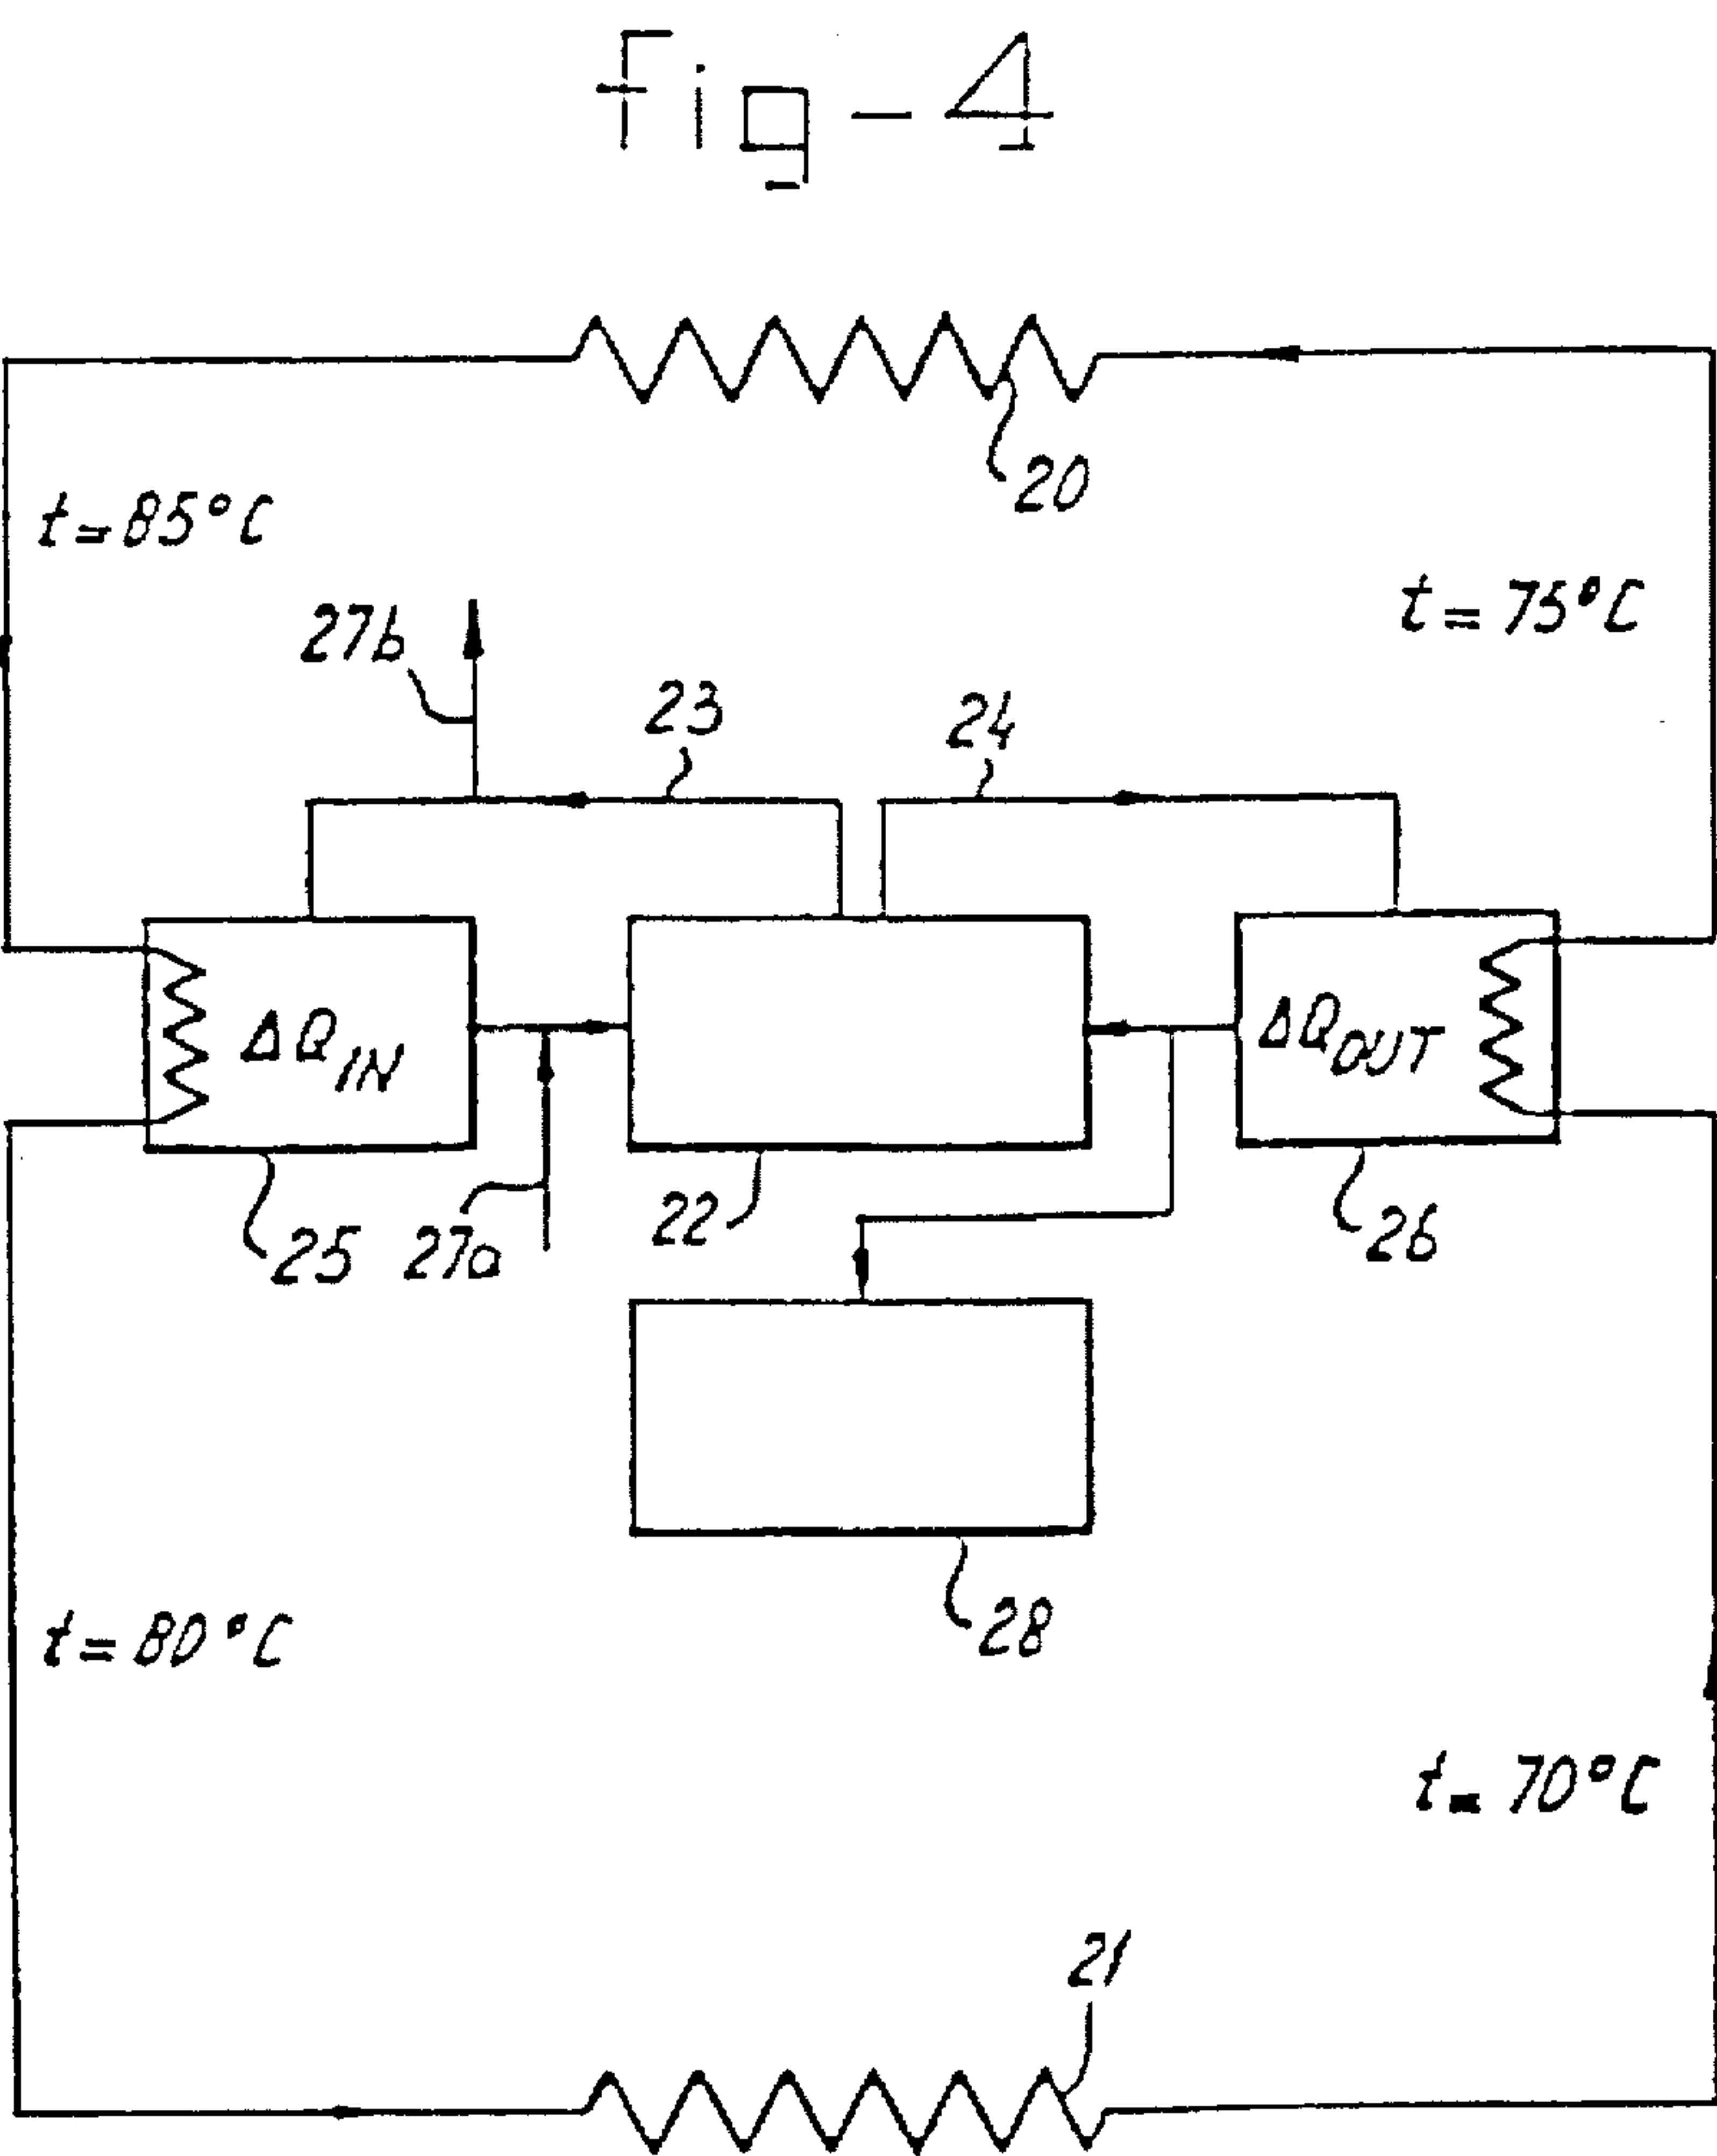 fig-4
20
t=85°C
t=75°C
27b
23
24
ΔQIN
ΔQOUT
25
27a
22
26
28
t=80°C
t=70°C
21